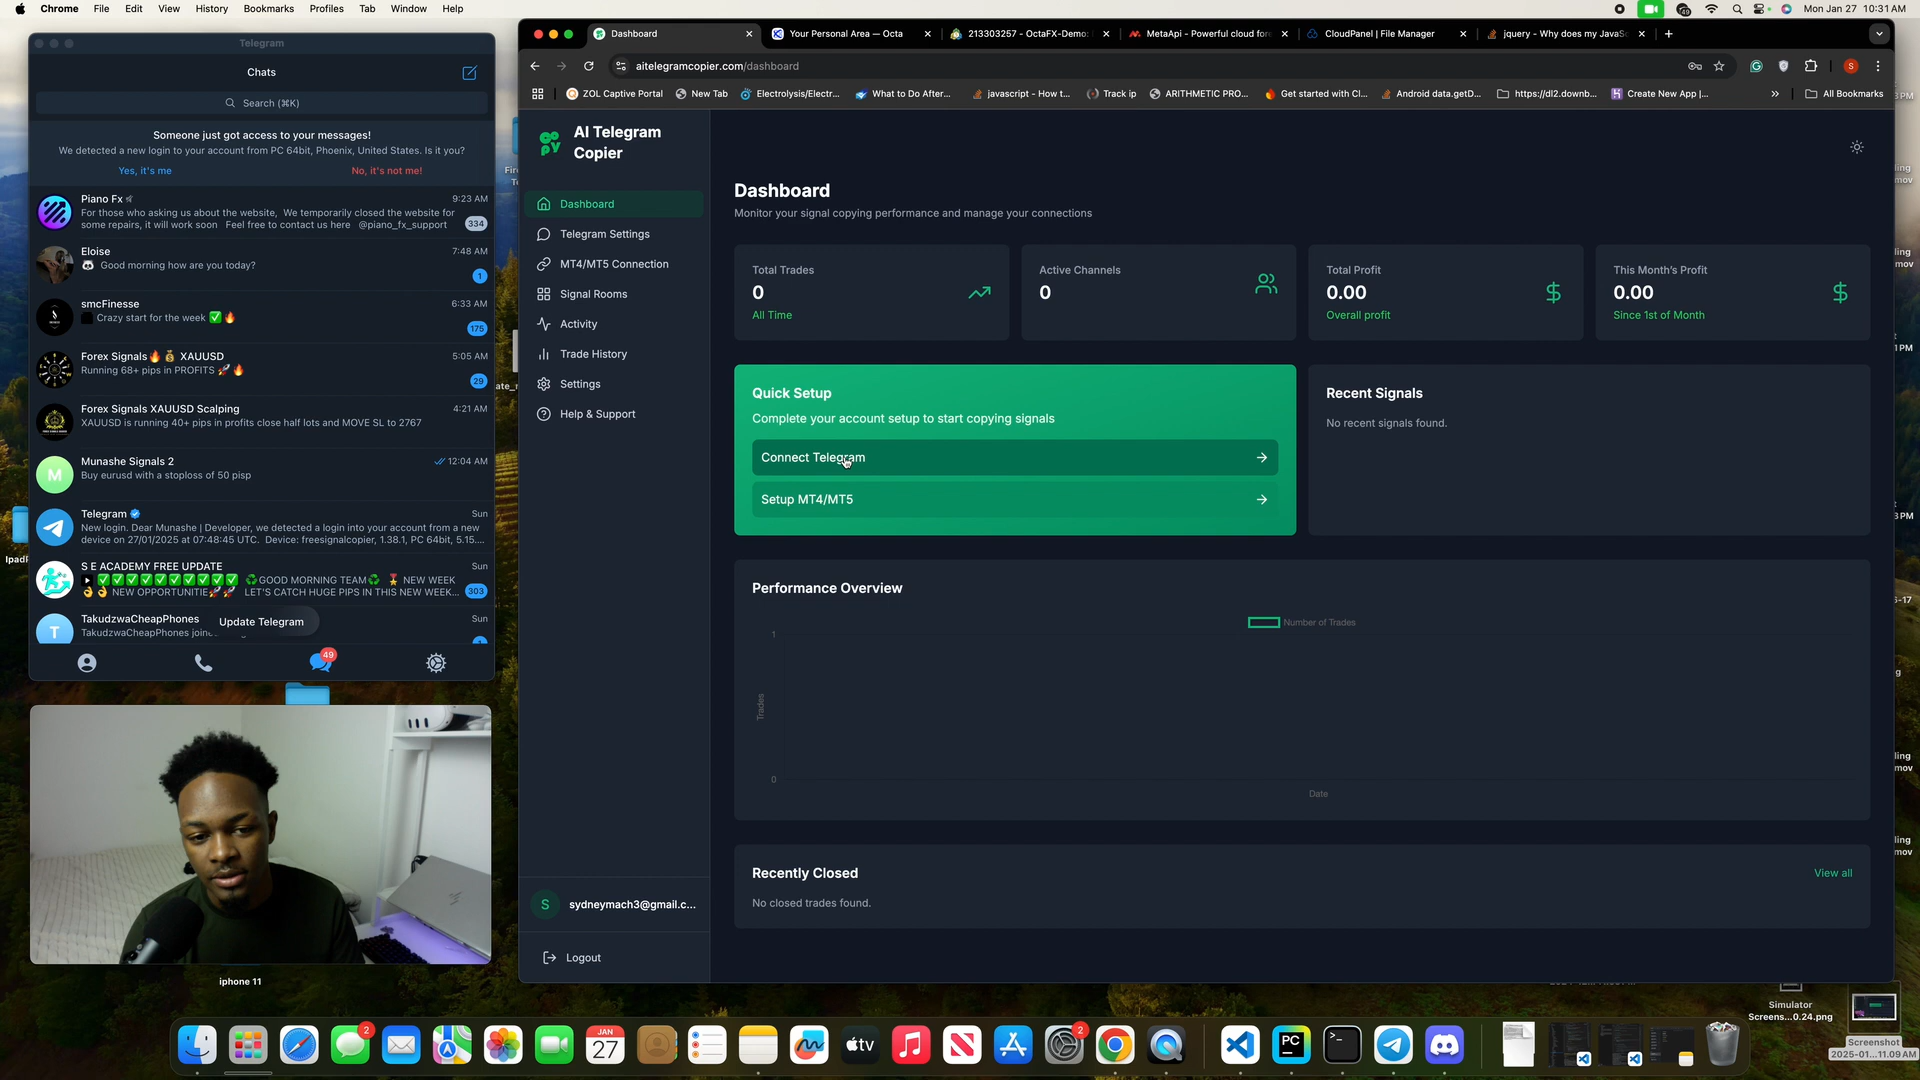 Chrome File Edit View History Bookmarks Profiles Tab Window Help
Mon Jan 27 10:31 AM
Telegram
Chats
Search (⌘K)
Someone just got access to your messages!
We detected a new login to your account from PC 64bit, Phoenix, United States. Is it you?
Yes, it's me No, it's not me!
Piano Fx 9:23 AM
For those who asking us about the website, We temporarily closed the website for
some repairs, it will work soon Feel free to contact us here @piano_fx_support 334
Eloise 7:48 AM
🐼 Good morning how are you today? 1
smcFinesse 6:33 AM
Crazy start for the week ✅🔥 175
Forex Signals🔥💰 XAUUSD 5:05 AM
Running 68+ pips in PROFITS 🚀🔥 29
Forex Signals XAUUSD Scalping 4:21 AM
XAUUSD is running 40+ pips in profits close half lots and MOVE SL to 2767
M
Munashe Signals 2 12:04 AM
Buy eurusd with a stoploss of 50 pisp
Telegram Sun
New login. Dear Munashe | Developer, we detected a login into your account from a new
device on 27/01/2025 at 07:48:45 UTC. Device: freesignalcopier, 1.38.1, PC 64bit, 5.15....
S E ACADEMY FREE UPDATE Sun
✅✅✅✅✅✅✅✅✅✅✅ ♻️GOOD MORNING TEAM♻️ 🎖️ NEW WEEK
👌👌 NEW OPPORTUNITIE🚀🚀 LET'S CATCH HUGE PIPS IN THIS NEW WEEK... 303
T
TakudzwaCheapPhones Sun
TakudzwaCheapPhones joine
Update Telegram
49
iphone 11
Dashboard
Your Personal Area — Octa
213303257 - OctaFX-Demo:
MetaApi - Powerful cloud for
CloudPanel | File Manager
jquery - Why does my JavaSc
aitelegramcopier.com/dashboard
S
ZOL Captive Portal
New Tab
Electrolysis/Electr...
What to Do After...
javascript - How t...
Track ip
ARITHMETIC PRO...
Get started with Cl...
Android data.getD...
https://dl2.downb...
Create New App |...
All Bookmarks
AI Telegram
Copier
Dashboard
Telegram Settings
MT4/MT5 Connection
Signal Rooms
Activity
Trade History
Settings
Help & Support
S sydneymach3@gmail.c...
Logout
Dashboard
Monitor your signal copying performance and manage your connections
Total Trades
0
All Time
Active Channels
0
Total Profit
0.00
Overall profit
This Month's Profit
0.00
Since 1st of Month
Quick Setup
Complete your account setup to start copying signals
Connect Telegram
Setup MT4/MT5
Recent Signals
No recent signals found.
Performance Overview
Number of Trades
1
Trades
0
Date
Recently Closed
View all
No closed trades found.
Simulator
Screens...0.24.png
Screenshot
2025-01...11.09 AM
2
JAN
27
tv
2
PC